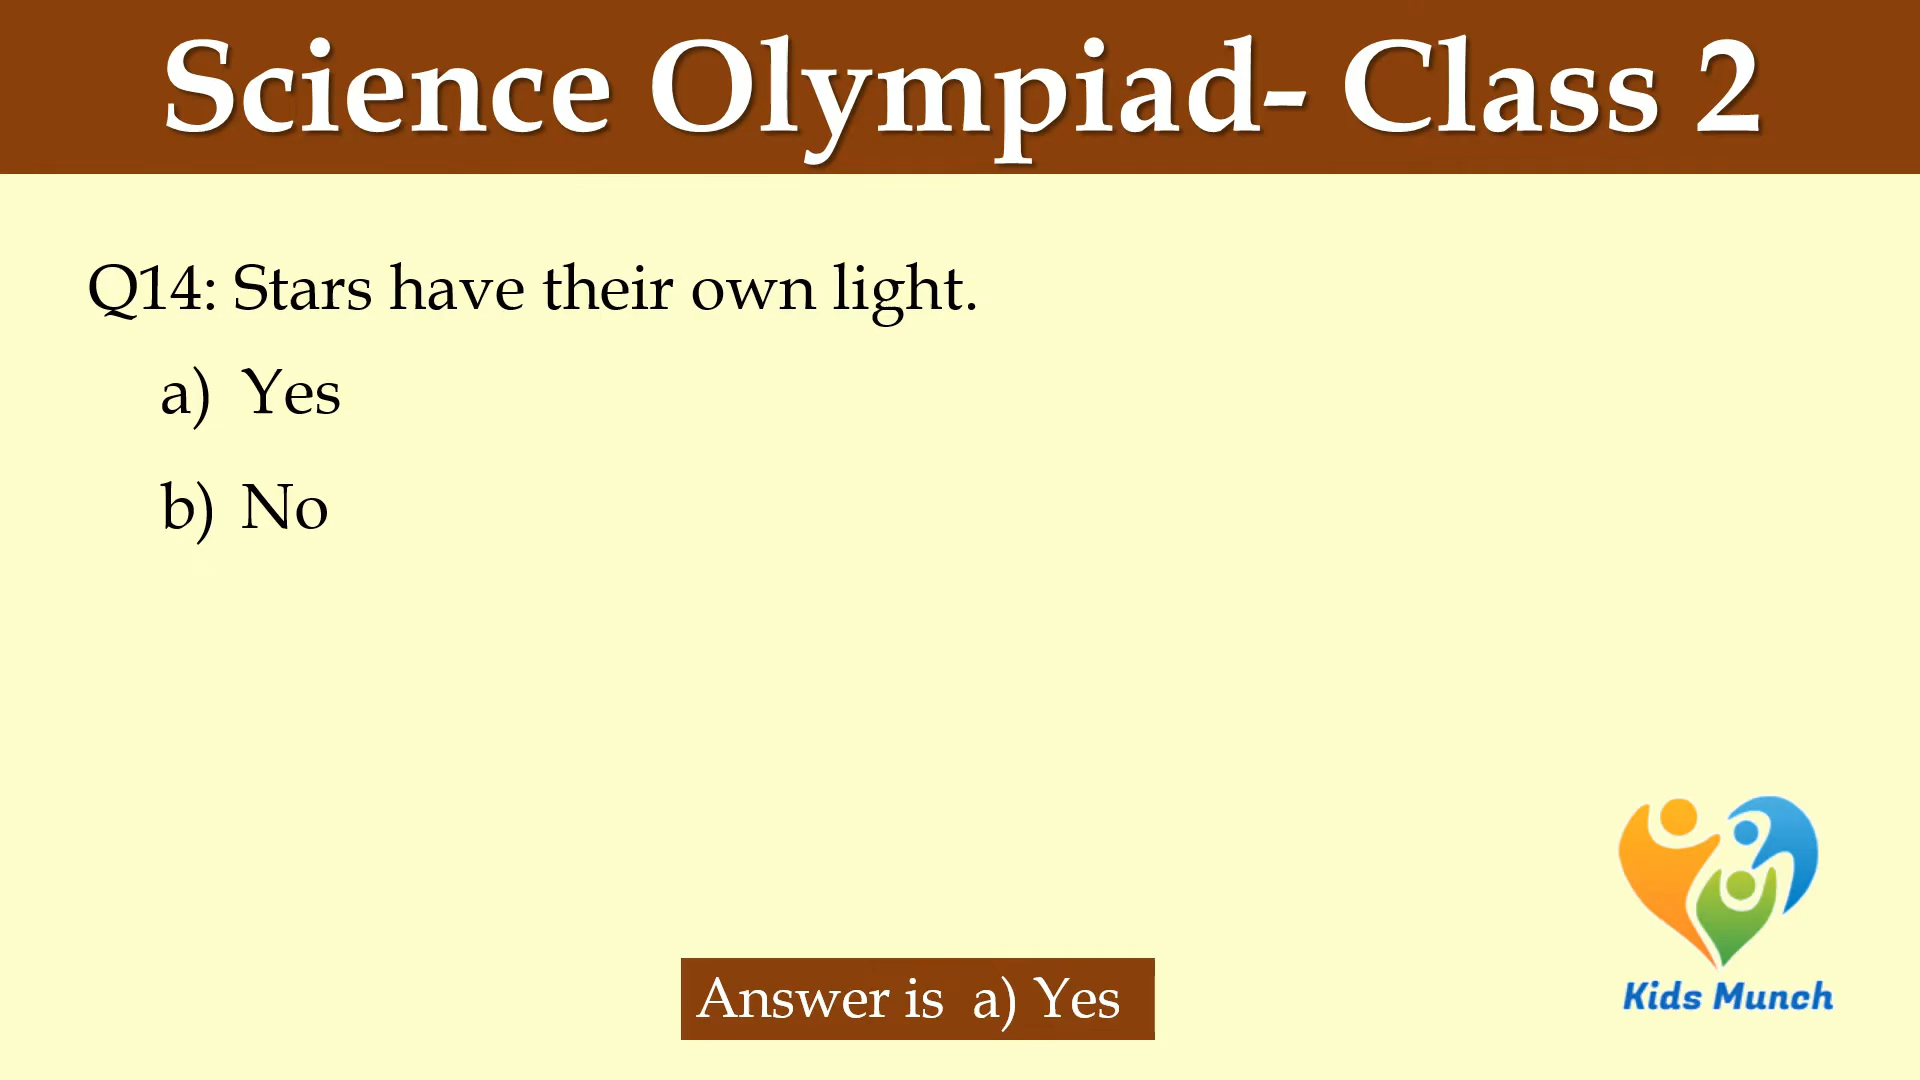 Science Olympiad- Class 2
Q14: Stars have their own light.
a) Yes
b) No
Answer is a) Yes
Kids Munch